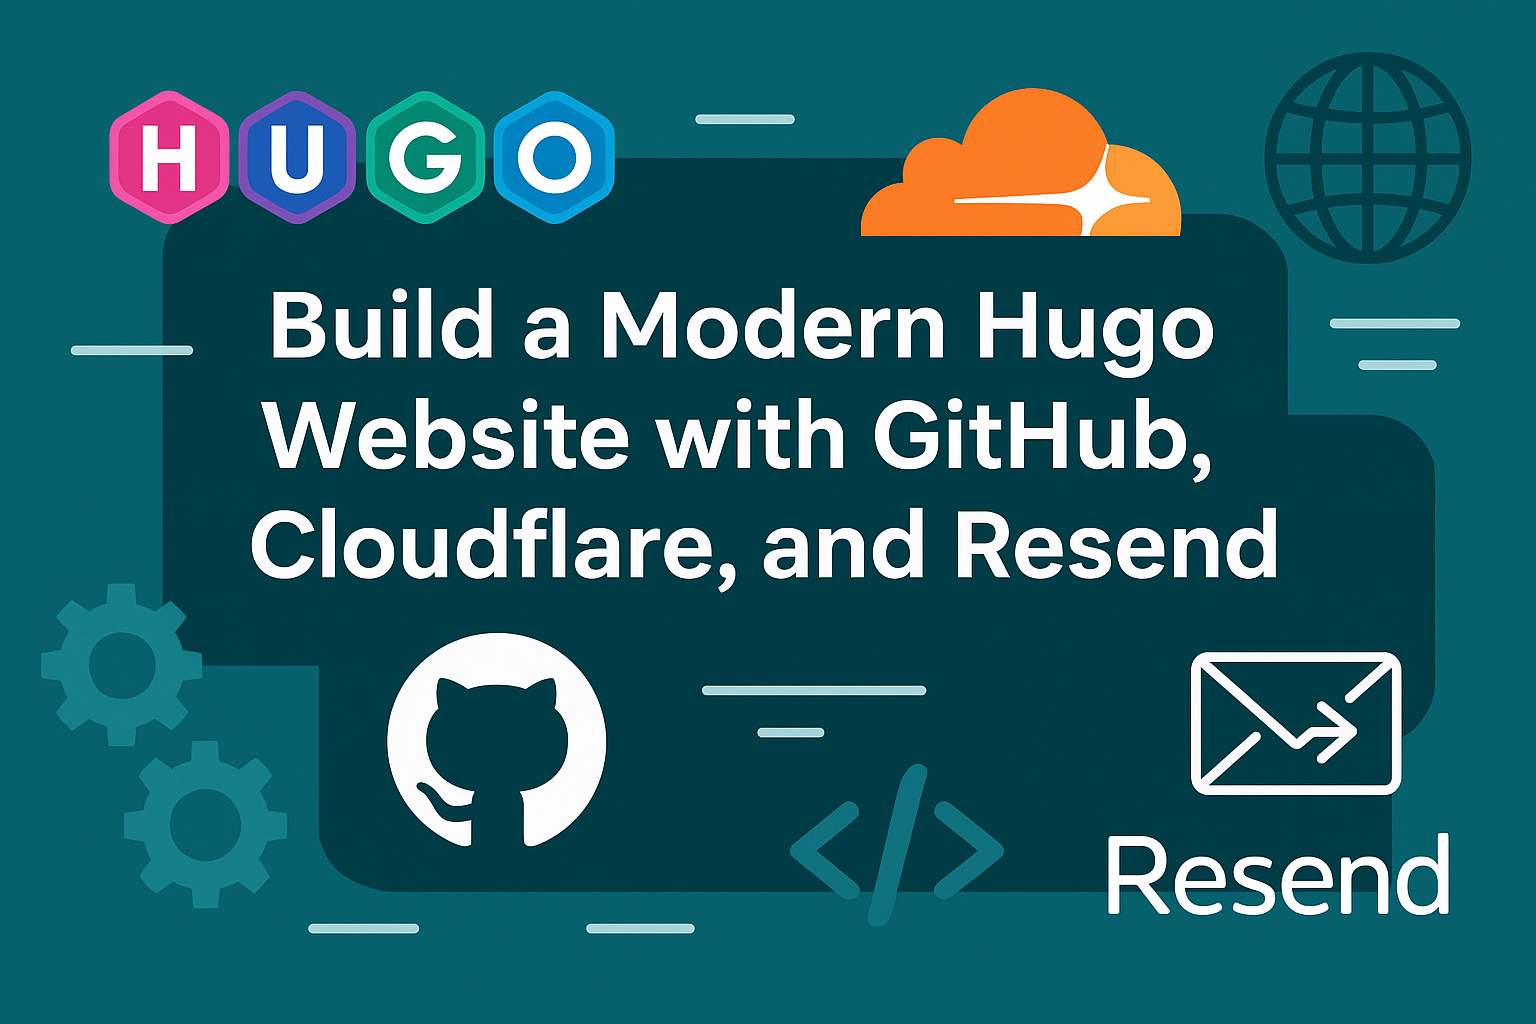 HUGO
Build a Modern Hugo
Website with GitHub,
Cloudflare, and Resend
</>
Resend